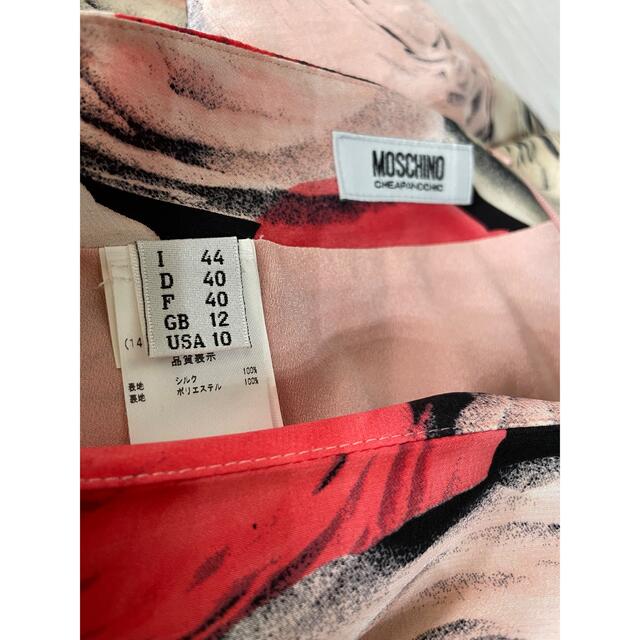 MOSCHINO
CHEAPANDCHIC
I 44
D 40
F 40
GB 12
USA 10
(14
品質表示
表地 シルク 100%
裏地 ポリエステル 100%